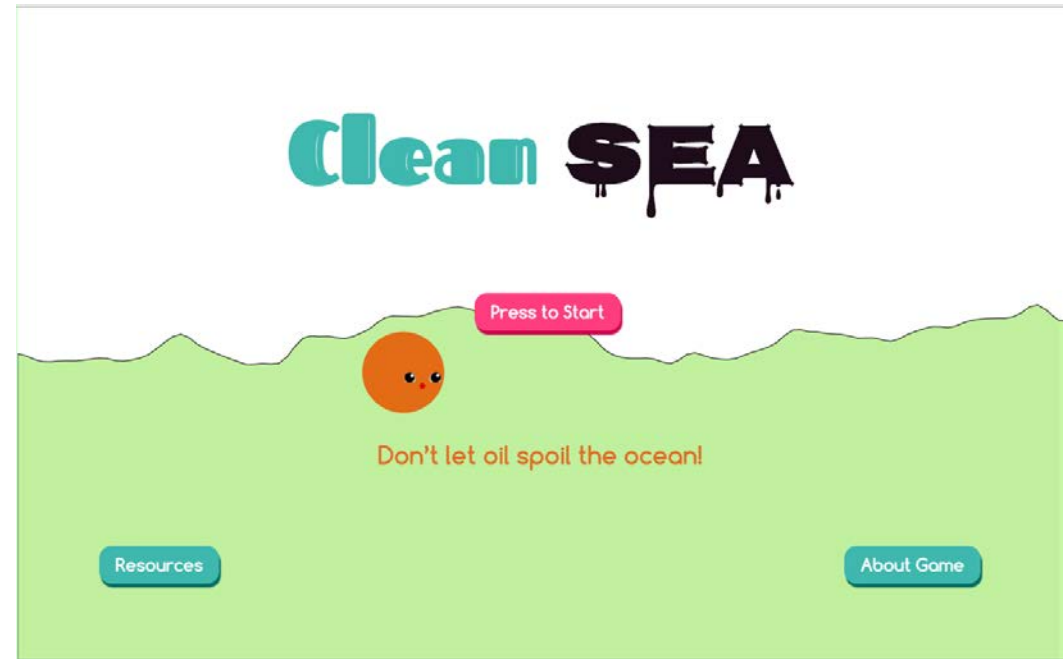 Clean SEA
Press to Start
Don't let oil spoil the ocean!
Resources
About Game